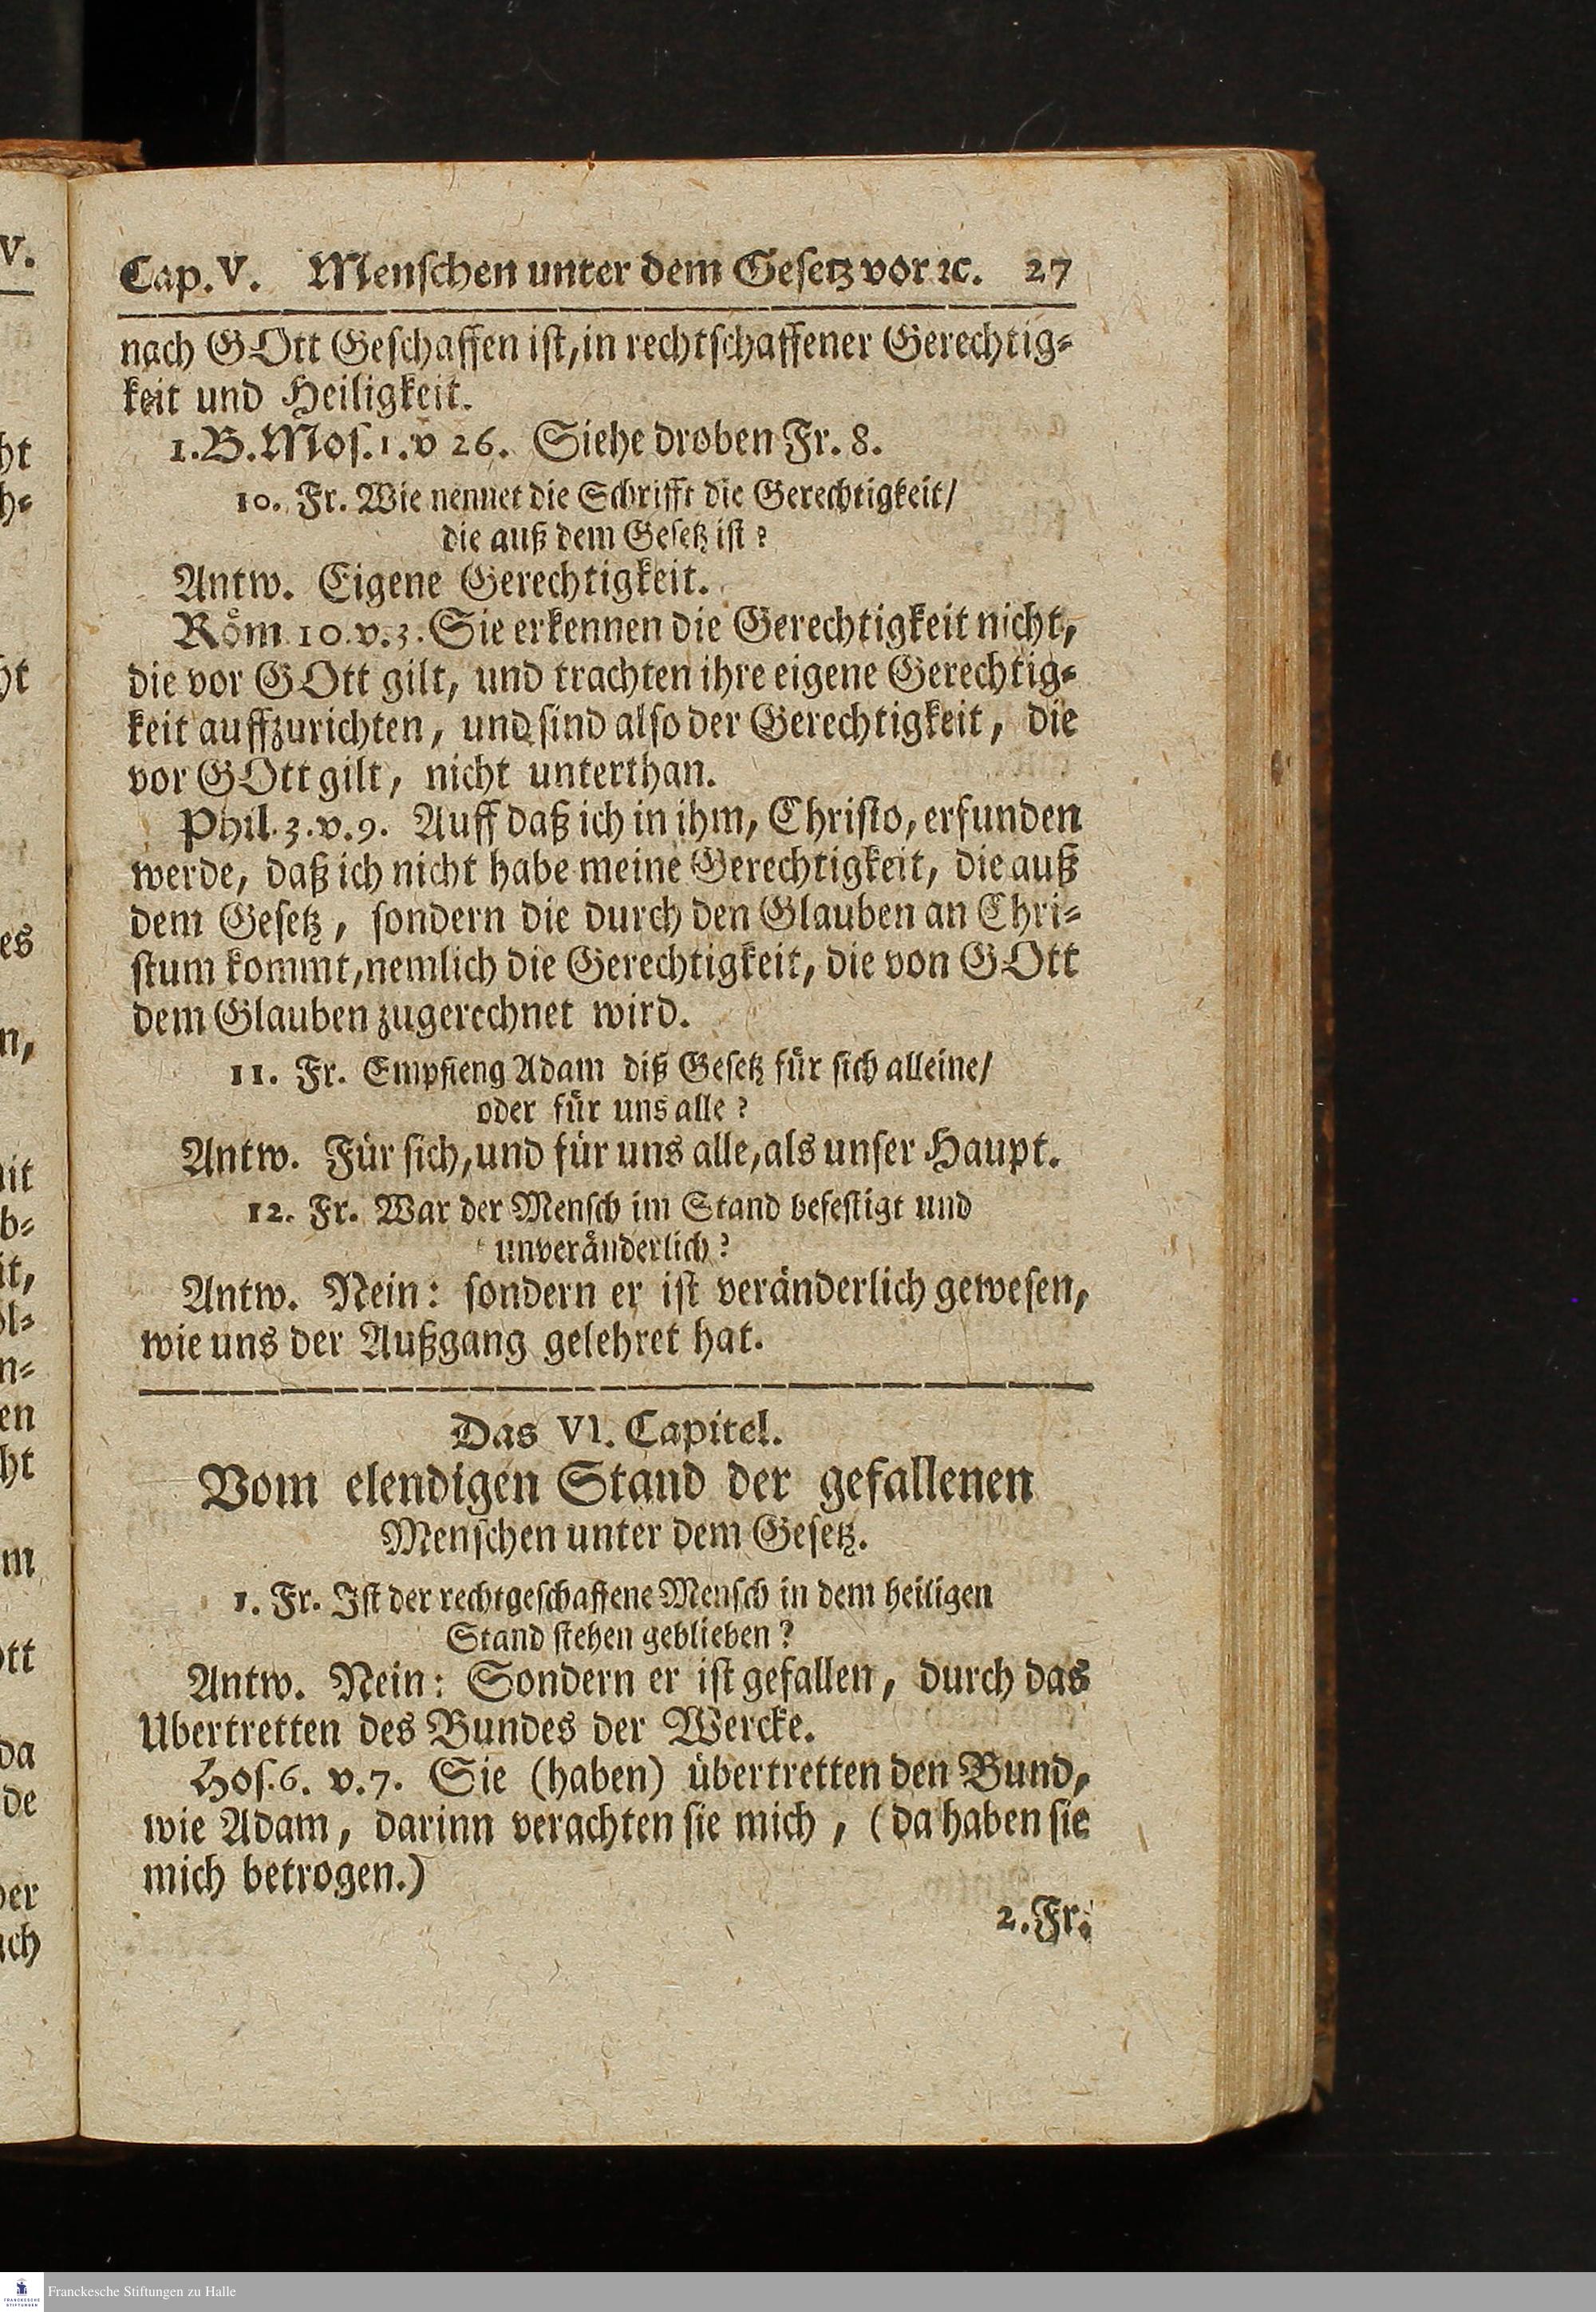 Cap. V. Menſchen unter dem Geſetz vor ꝛc. 27
nach GOtt Geſchaffen iſt, in rechtſchaffener Gerechtig⸗
keit und Heiligkeit.
1. B. Moſ. 1. v 26. Siehe droben Fr. 8.
10. Fr. Wie nennet die Schrifft die Gerechtigkeit/
die auß dem Geſetz iſt?
Antw. Eigene Gerechtigkeit.
Roͤm 10. v. 3. Sie erkennen die Gerechtigkeit nicht,
die vor GOtt gilt, und trachten ihre eigene Gerechtig⸗
keit auffzurichten, und ſind alſo der Gerechtigkeit, die
vor GOtt gilt, nicht unterthan.
Phil. 3. v. 9. Auff daß ich in ihm, Chriſto, erfunden
werde, daß ich nicht habe meine Gerechtigkeit, die auß
dem Geſetz, ſondern die durch den Glauben an Chri⸗
ſtum kommt, nemlich die Gerechtigkeit, die von GOtt
dem Glauben zugerechnet wird.
11. Fr. Empfieng Adam diß Geſetz fuͤr ſich alleine/
oder fuͤr uns alle?
Antw. Für ſich, und für uns alle, als unſer Haupt.
12. Fr. War der Menſch im Stand befeſtigt und
unveraͤnderlich?
Antw. Nein: ſondern er iſt veränderlich geweſen,
wie uns der Außgang gelehret hat.
Das VI. Capitel.
Vom elendigen Stand der gefallenen
Menſchen unter dem Geſetz.
1. Fr. Iſt der rechtgeſchaffene Menſch in dem heiligen
Stand ſtehen geblieben?
Antw. Nein: Sondern er iſt gefallen, durch das
Ubertretten des Bundes der Wercke.
Hoſ. 6. v. 7. Sie (haben) übertretten den Bund,
wie Adam, darinn verachten ſie mich, (da haben ſie
mich betrogen.)
2. Fr.
Franckesche Stiftungen zu Halle